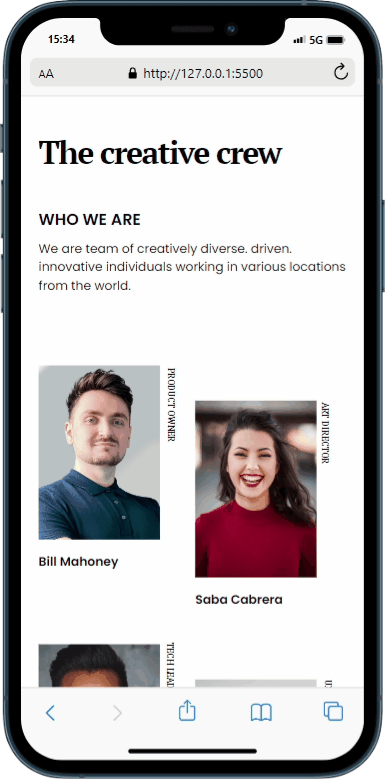 15:34
5G
AA
http://127.0.0.1:5500
The creative crew
WHO WE ARE
We are team of creatively diverse. driven.
innovative individuals working in various locations
from the world.
PRODUCT OWNER
ART DIRECTOR
Bill Mahoney
Saba Cabrera
TECH LEAD